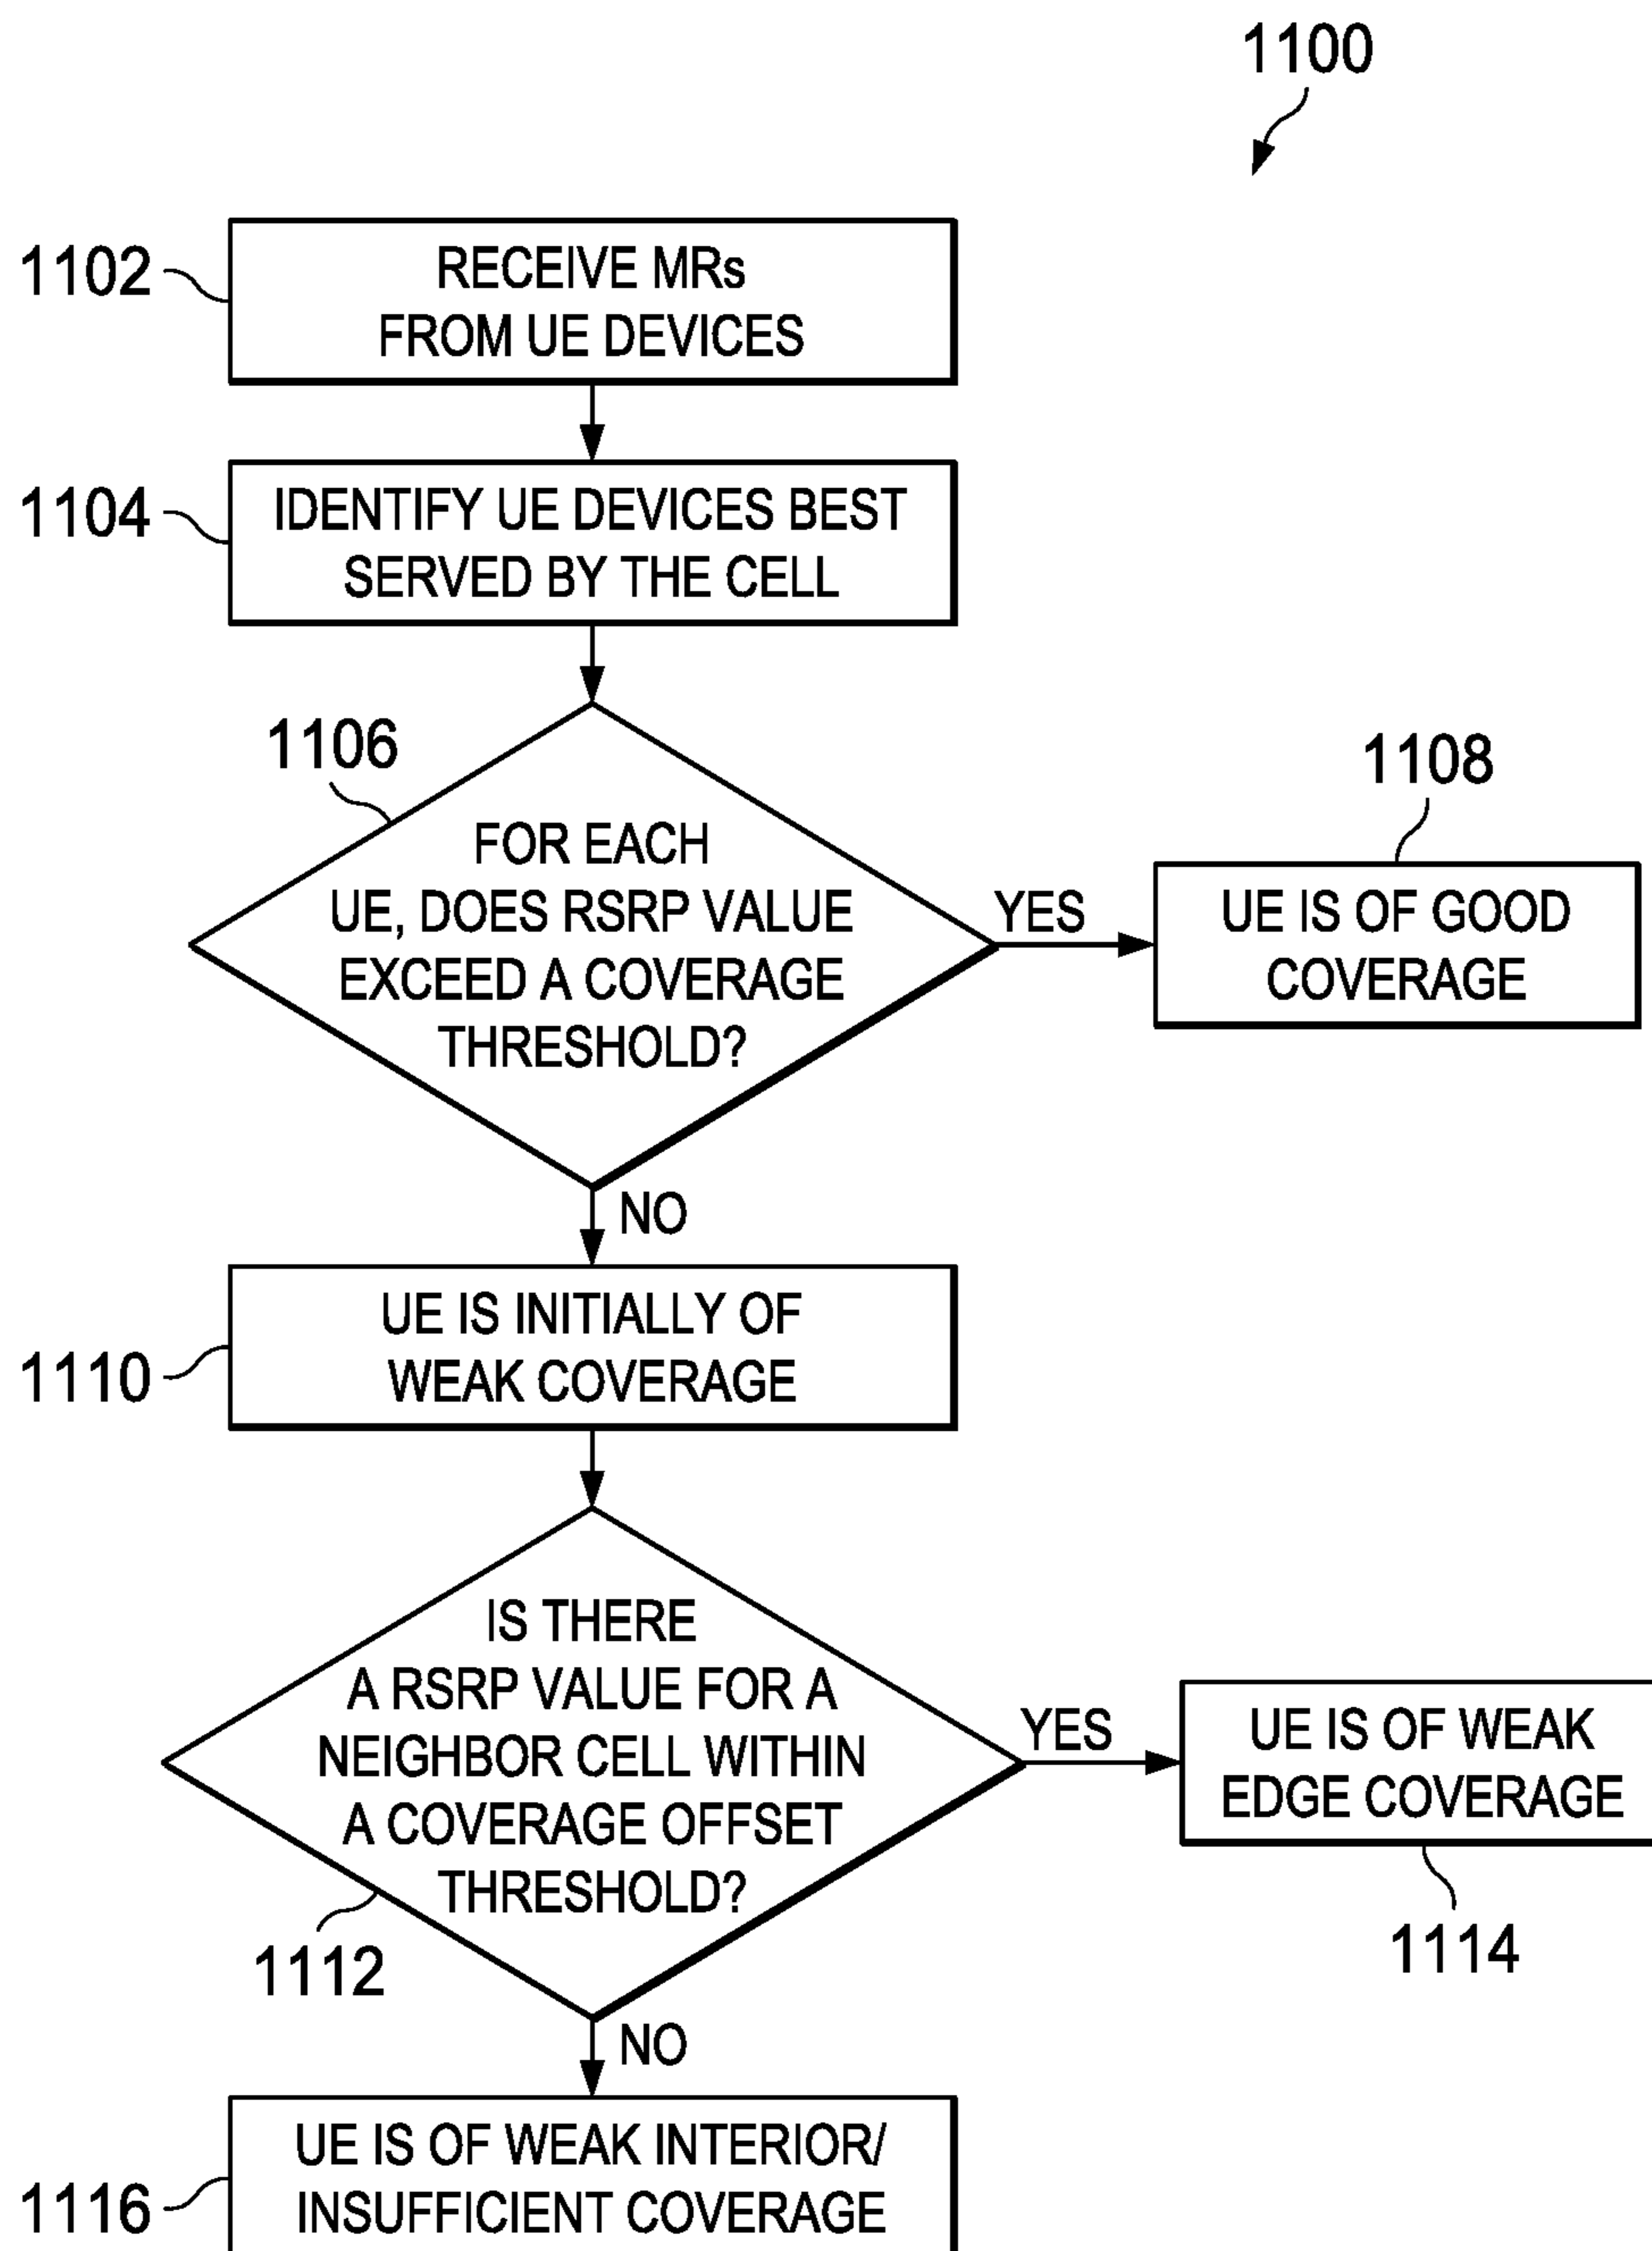 1100
1102
RECEIVE MRs
FROM UE DEVICES
1104
IDENTIFY UE DEVICES BEST
SERVED BY THE CELL
1106
FOR EACH
UE, DOES RSRP VALUE
EXCEED A COVERAGE
THRESHOLD?
YES
1108
UE IS OF GOOD
COVERAGE
NO
1110
UE IS INITIALLY OF
WEAK COVERAGE
IS THERE
A RSRP VALUE FOR A
NEIGHBOR CELL WITHIN
A COVERAGE OFFSET
THRESHOLD?
1112
YES
UE IS OF WEAK
EDGE COVERAGE
1114
NO
1116
UE IS OF WEAK INTERIOR/
INSUFFICIENT COVERAGE